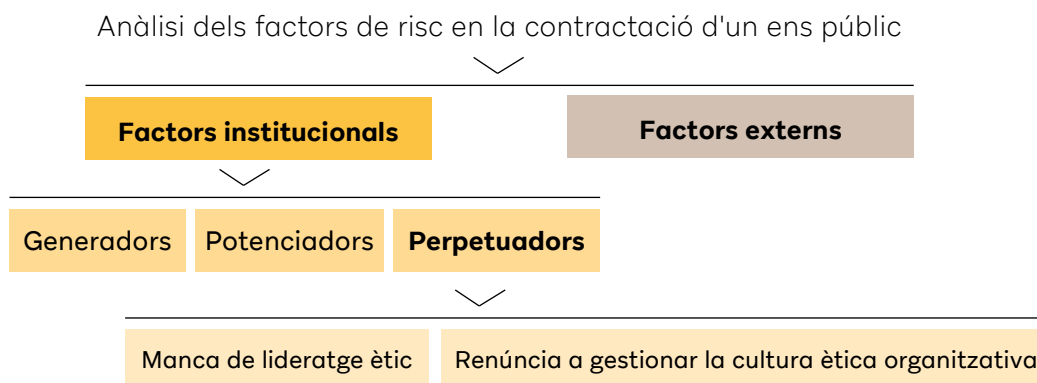 Anàlisi dels factors de risc en la contractació d'un ens públic
Factors institucionals
Factors externs
Generadors
Potenciadors
Perpetuadors
Manca de lideratge ètic
Renúncia a gestionar la cultura ètica organitzativa